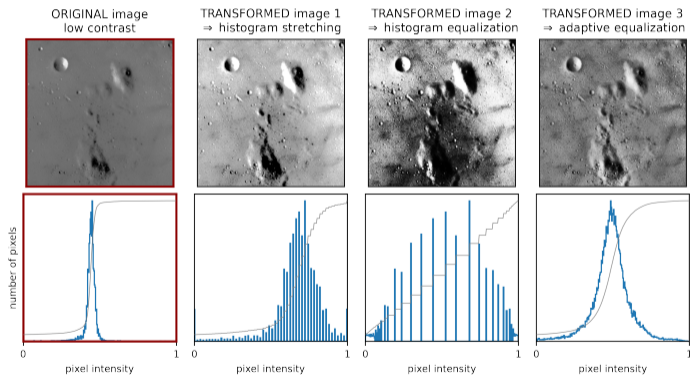 ORIGINAL image
low contrast
TRANSFORMED image 1
⇒ histogram stretching
TRANSFORMED image 2
⇒ histogram equalization
TRANSFORMED image 3
⇒ adaptive equalization
number of pixels
0 1
pixel intensity
0 1
pixel intensity
0 1
pixel intensity
0 1
pixel intensity